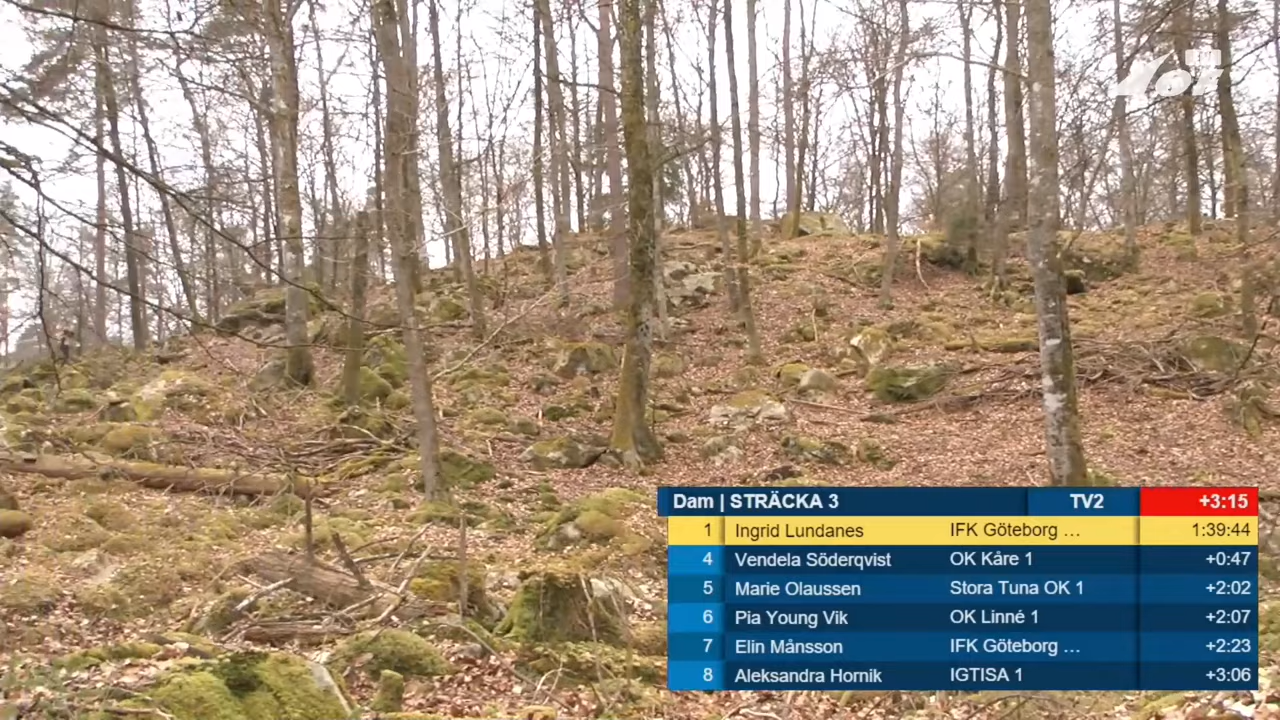 Dam | STRÄCKA 3 TV2 +3:15
1 Ingrid Lundanes IFK Göteborg ... 1:39:44
4 Vendela Söderqvist OK Kåre 1 +0:47
5 Marie Olaussen Stora Tuna OK 1 +2:02
6 Pia Young Vik OK Linné 1 +2:07
7 Elin Månsson IFK Göteborg ... +2:23
8 Aleksandra Hornik IGTISA 1 +3:06